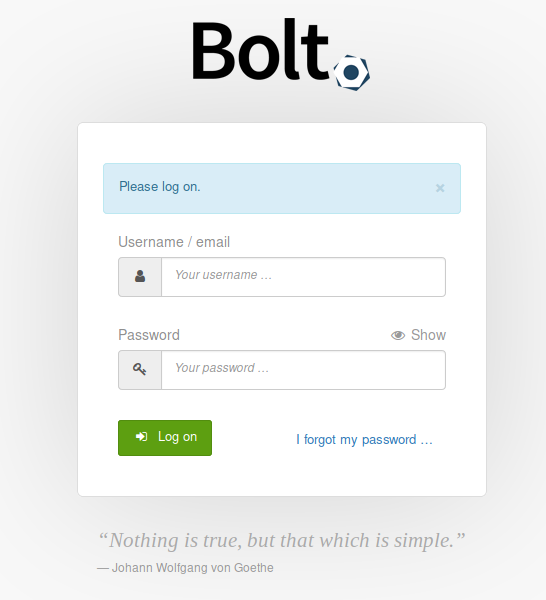 Bolt
Please log on.
×
Username / email
Your username ...
Password
Show
Your password ...
Log on
I forgot my password ...
“Nothing is true, but that which is simple.”
— Johann Wolfgang von Goethe